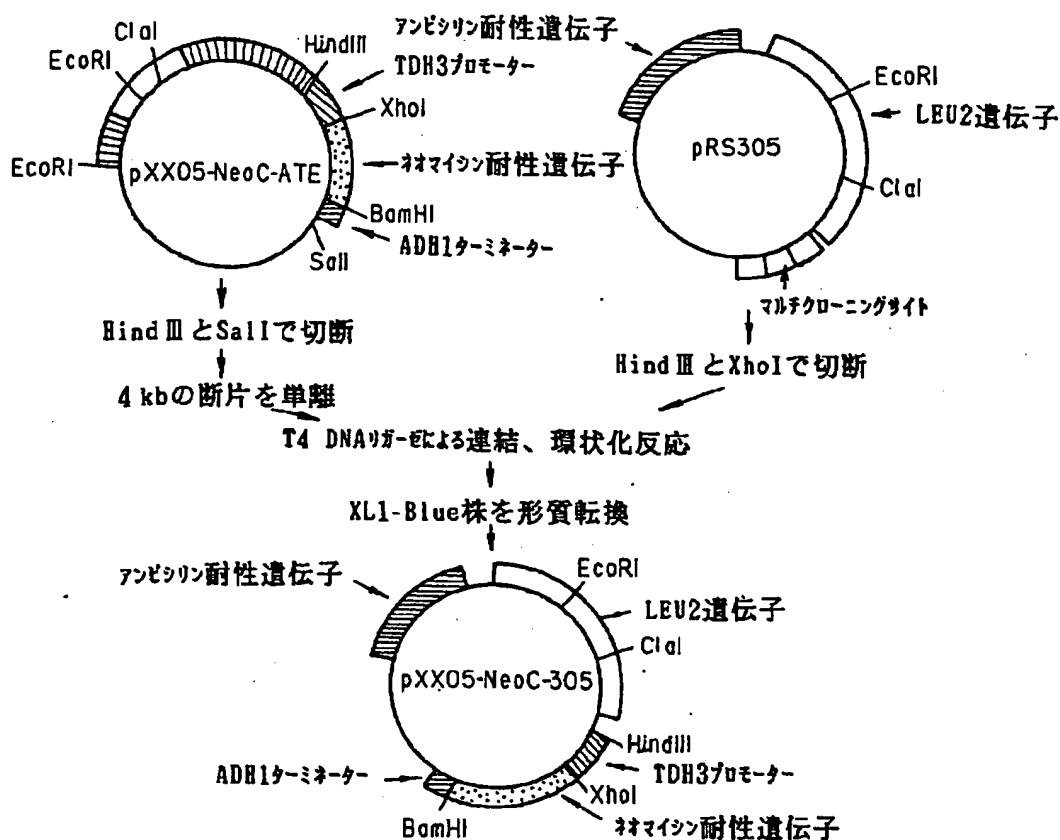 アンピシリン耐性遺伝子
TDH3プロモーター
HindIII
XhoI
ClaI
EcoRI
EcoRI
pXX05-NeoC-ATE
ネオマイシン耐性遺伝子
BamHI
ADH1ターミネーター
SalI
EcoRI
LEU2遺伝子
pRS305
ClaI
マルチクローニングサイト
HindⅢとSalIで切断
4 kbの断片を単離
HindⅢとXhoIで切断
T4 DNAリガーゼによる連結、環状化反応
XL1-Blue株を形質転換
アンピシリン耐性遺伝子
EcoRI
LEU2遺伝子
ClaI
pXX05-NeoC-305
HindIII
TDH3プロモーター
XhoI
ADH1ターミネーター
BamHI
ネオマイシン耐性遺伝子